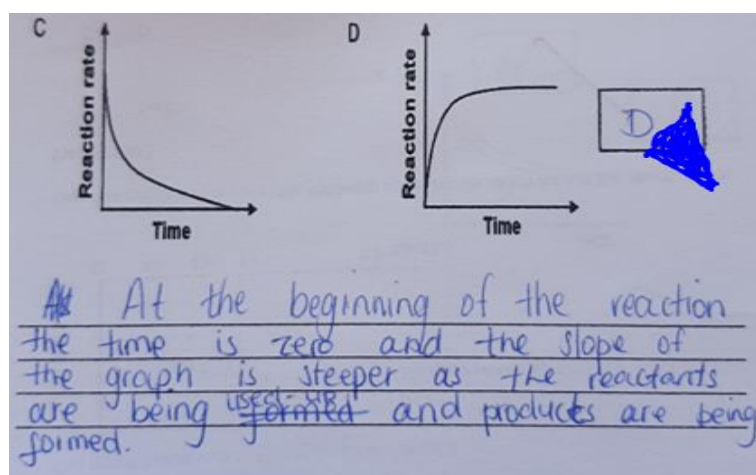 C
Reaction rate
Time
D
Reaction rate
Time
D
At the beginning of the reaction
the time is zero and the slope of
the graph is steeper as the reactants
are being used up formed and products are being
formed.